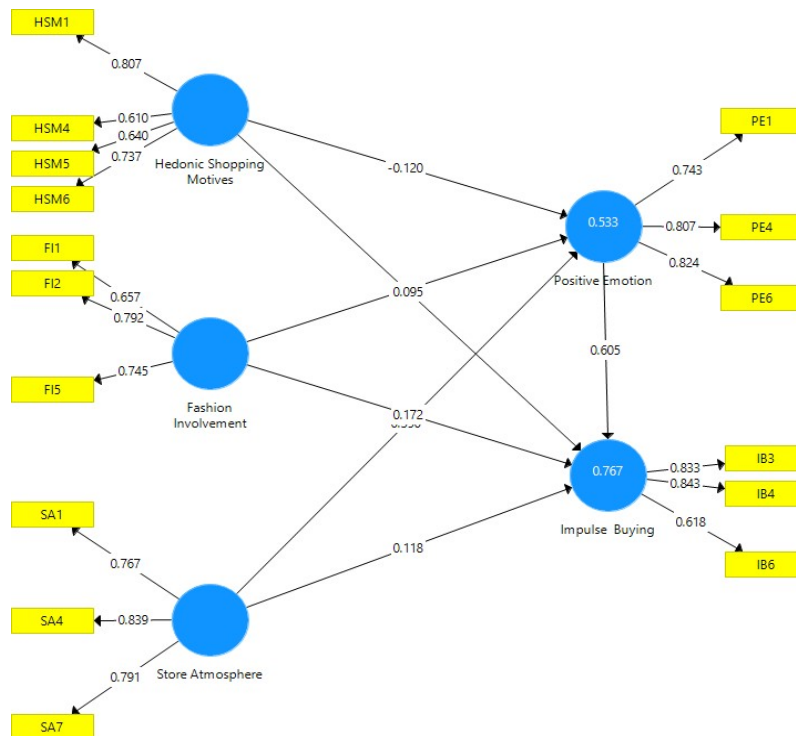 HSM1
0.807
HSM4
0.610
HSM5
0.640
HSM6
0.737
Hedonic Shopping
Motives
-0.120
PE1
0.743
0.533
0.807
PE4
0.824
Positive Emotion
PE6
FI1
FI2
0.657
0.792
0.095
0.605
FI5
0.745
Fashion
Involvement
0.172
0.767
0.833
IB3
0.843
IB4
0.618
Impulse Buying
IB6
SA1
0.767
0.118
SA4
0.839
0.791
Store Atmosphere
SA7